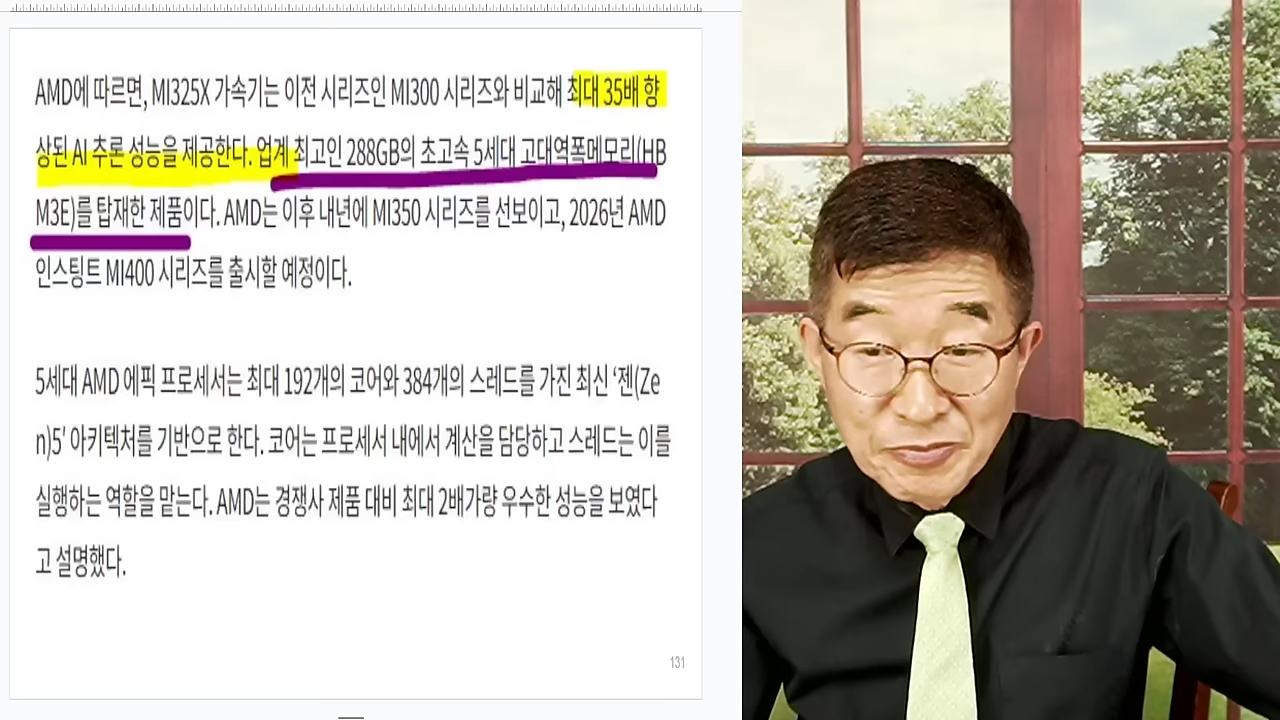 AMD에 따르면, MI325X 가속기는 이전 시리즈인 MI300 시리즈와 비교해 최대 35배 향
상된 AI 추론 성능을 제공한다. 업계 최고인 288GB의 초고속 5세대 고대역폭메모리(HB
M3E)를 탑재한 제품이다. AMD는 이후 내년에 MI350 시리즈를 선보이고, 2026년 AMD
인스팅트 MI400 시리즈를 출시할 예정이다.
5세대 AMD 에픽 프로세서는 최대 192개의 코어와 384개의 스레드를 가진 최신 ‘젠(Ze
n)5’ 아키텍처를 기반으로 한다. 코어는 프로세서 내에서 계산을 담당하고 스레드는 이를
실행하는 역할을 맡는다. AMD는 경쟁사 제품 대비 최대 2배가량 우수한 성능을 보였다
고 설명했다.
131